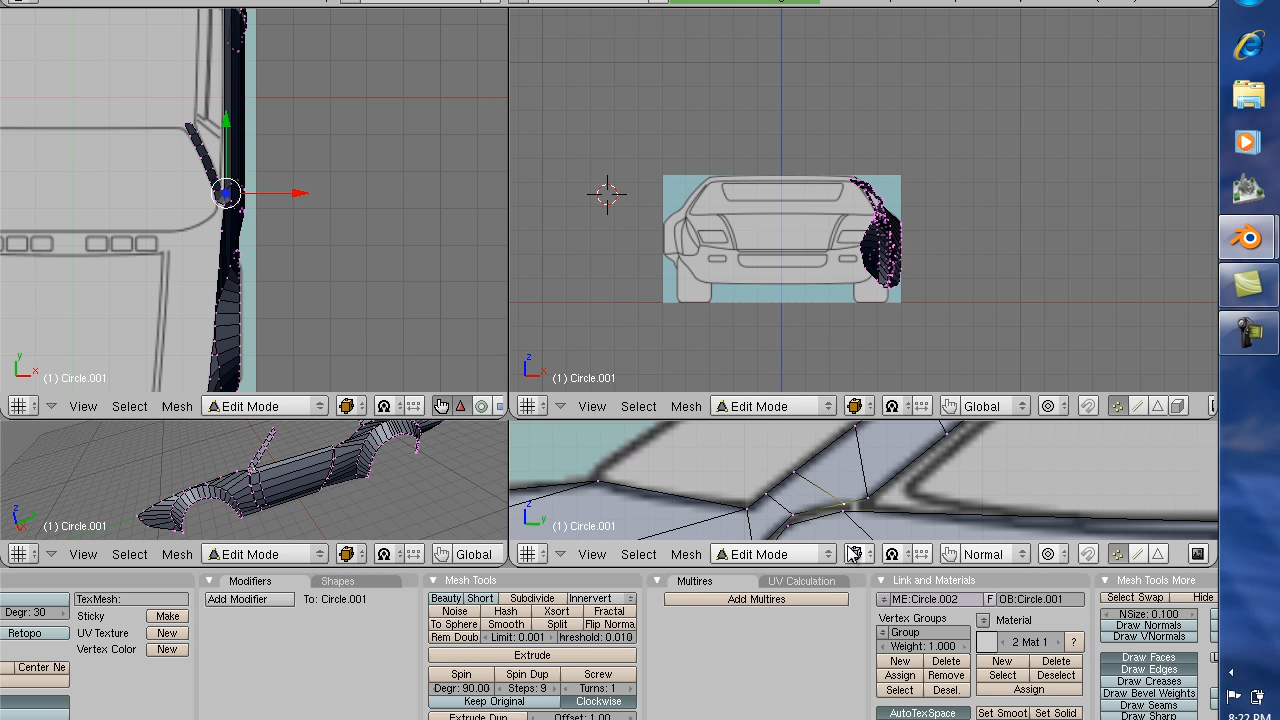 y
x
(1) Circle.001
z
x
(1) Circle.001
View Select Mesh Edit Mode
View Select Mesh Edit Mode Global
z
y
(1) Circle.001
z
y
(1) Circle.001
View Select Mesh Edit Mode Global
View Select Mesh Edit Mode Normal
Modifiers Shapes Mesh Tools Multires UV Calculation Link and Materials Mesh Tools More
TexMesh: Add Modifier To: Circle.001 Beauty Short Subdivide Innervert Add Multires ME:Circle.002 F OB:Circle.001 Select Swap Hide
Degr: 30 Sticky Make Noise Hash Xsort Fractal Vertex Groups Material NSize: 0.100
Retopo UV Texture New To Sphere Smooth Split Flip Norma Group 2 Mat 1 ? Draw Normals
Vertex Color New Rem Doub Limit: 0.001 hreshold: 0.010 Weight: 1.000 Draw VNormals
Center Ne Extrude New Delete New Delete Draw Faces
Spin Spin Dup Screw Assign Remove Select Deselect Draw Edges
Degr: 90.00 Steps: 9 Turns: 1 Select Desel. Assign Draw Creases
Keep Original Clockwise Draw Bevel Weights
Extrude Dup Offset: 1.00 AutoTexSpace Set Smoot Set Solid Draw Seams
Draw Sharp
8:22 PM